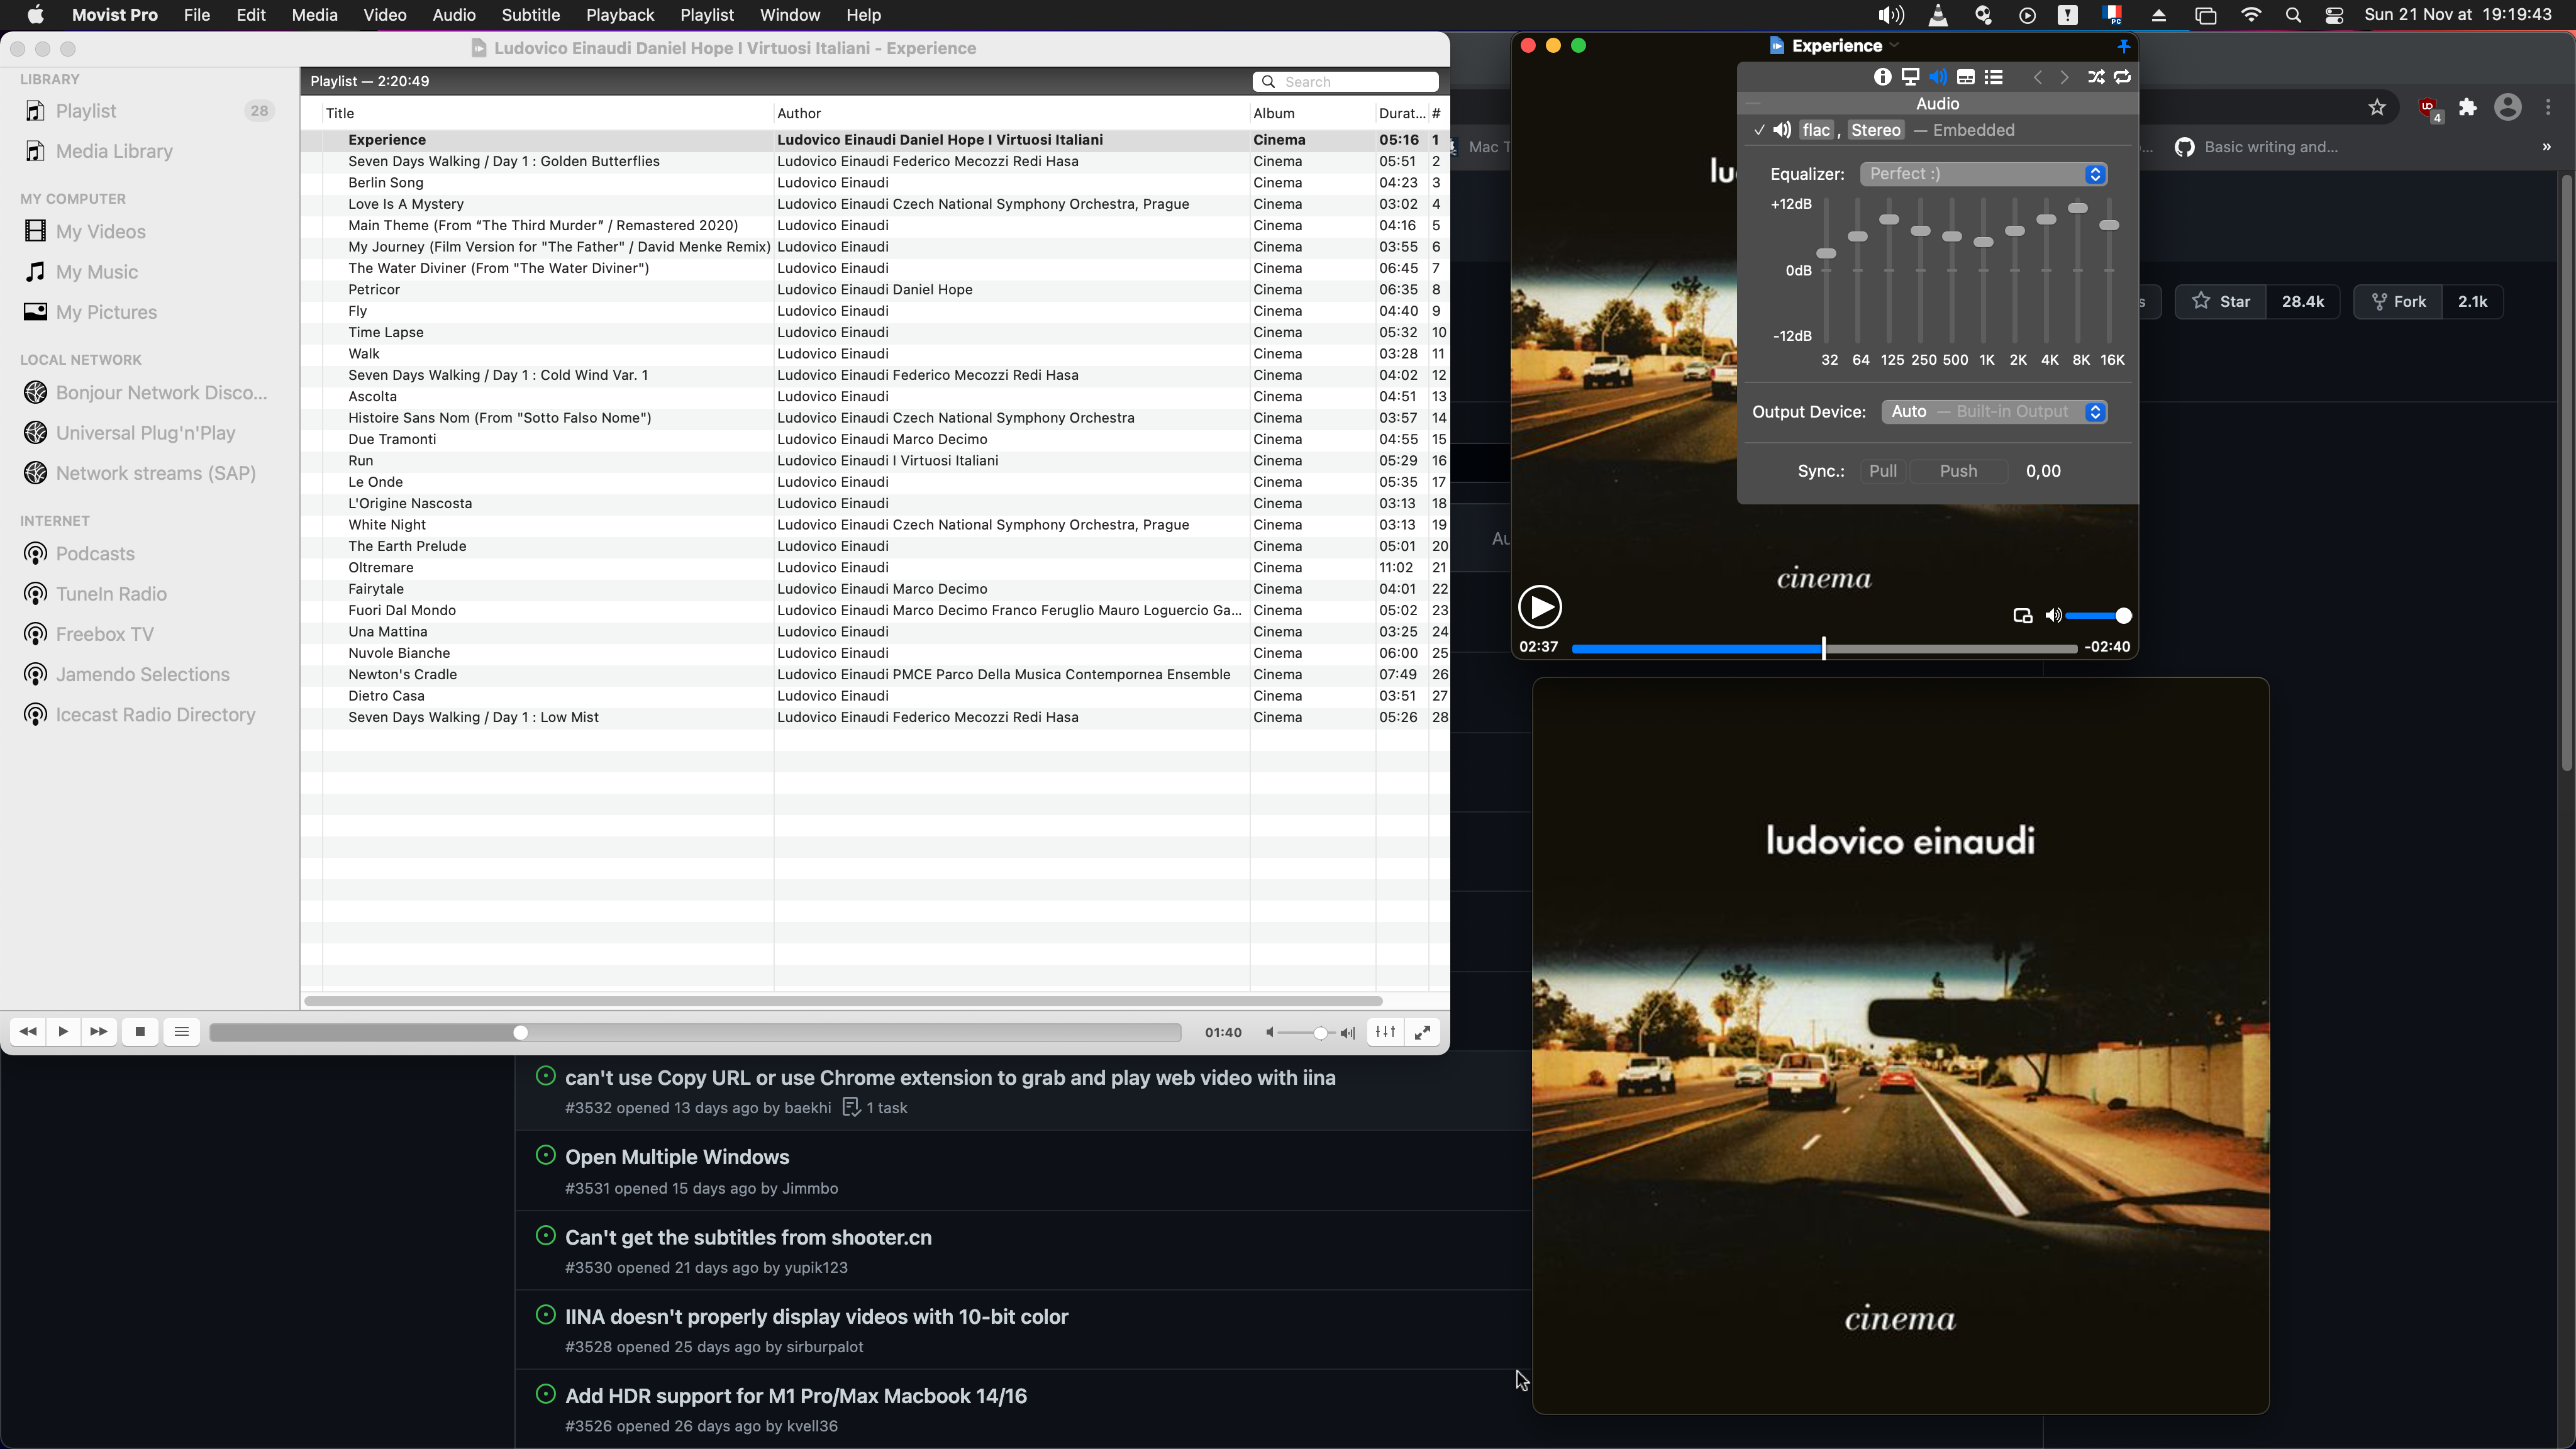 Movist Pro File Edit Media Video Audio Subtitle Playback Playlist Window Help
Sun 21 Nov at 19:19:43
Ludovico Einaudi Daniel Hope I Virtuosi Italiani - Experience
LIBRARY
Playlist 28
Media Library
MY COMPUTER
My Videos
My Music
My Pictures
LOCAL NETWORK
Bonjour Network Disco...
Universal Plug'n'Play
Network streams (SAP)
INTERNET
Podcasts
TuneIn Radio
Freebox TV
Jamendo Selections
Icecast Radio Directory
Playlist — 2:20:49
Search
Title Author Album Durat... #
Experience Ludovico Einaudi Daniel Hope I Virtuosi Italiani Cinema 05:16 1
Seven Days Walking / Day 1 : Golden Butterflies Ludovico Einaudi Federico Mecozzi Redi Hasa Cinema 05:51 2
Berlin Song Ludovico Einaudi Cinema 04:23 3
Love Is A Mystery Ludovico Einaudi Czech National Symphony Orchestra, Prague Cinema 03:02 4
Main Theme (From “The Third Murder” / Remastered 2020) Ludovico Einaudi Cinema 04:16 5
My Journey (Film Version for "The Father" / David Menke Remix) Ludovico Einaudi Cinema 03:55 6
The Water Diviner (From "The Water Diviner") Ludovico Einaudi Cinema 06:45 7
Petricor Ludovico Einaudi Daniel Hope Cinema 06:35 8
Fly Ludovico Einaudi Cinema 04:40 9
Time Lapse Ludovico Einaudi Cinema 05:32 10
Walk Ludovico Einaudi Cinema 03:28 11
Seven Days Walking / Day 1 : Cold Wind Var. 1 Ludovico Einaudi Federico Mecozzi Redi Hasa Cinema 04:02 12
Ascolta Ludovico Einaudi Cinema 04:51 13
Histoire Sans Nom (From "Sotto Falso Nome") Ludovico Einaudi Czech National Symphony Orchestra Cinema 03:57 14
Due Tramonti Ludovico Einaudi Marco Decimo Cinema 04:55 15
Run Ludovico Einaudi I Virtuosi Italiani Cinema 05:29 16
Le Onde Ludovico Einaudi Cinema 05:35 17
L'Origine Nascosta Ludovico Einaudi Cinema 03:13 18
White Night Ludovico Einaudi Czech National Symphony Orchestra, Prague Cinema 03:13 19
The Earth Prelude Ludovico Einaudi Cinema 05:01 20
Oltremare Ludovico Einaudi Cinema 11:02 21
Fairytale Ludovico Einaudi Marco Decimo Cinema 04:01 22
Fuori Dal Mondo Ludovico Einaudi Marco Decimo Franco Feruglio Mauro Loguercio Ga... Cinema 05:02 23
Una Mattina Ludovico Einaudi Cinema 03:25 24
Nuvole Bianche Ludovico Einaudi Cinema 06:00 25
Newton's Cradle Ludovico Einaudi PMCE Parco Della Musica Contempornea Ensemble Cinema 07:49 26
Dietro Casa Ludovico Einaudi Cinema 03:51 27
Seven Days Walking / Day 1 : Low Mist Ludovico Einaudi Federico Mecozzi Redi Hasa Cinema 05:26 28
01:40
Experience
Audio
flac , Stereo — Embedded
Equalizer: Perfect :)
+12dB
0dB
-12dB
32 64 125 250 500 1K 2K 4K 8K 16K
Output Device: Auto — Built-in Output
Sync.: Pull Push 0,00
lu
cinema
02:37 -02:40
4
Mac T
Basic writing and...
»
s Star 28.4k Fork 2.1k
Au
ludovico einaudi
cinema
can't use Copy URL or use Chrome extension to grab and play web video with iina
#3532 opened 13 days ago by baekhi 1 task
Open Multiple Windows
#3531 opened 15 days ago by Jimmbo
Can't get the subtitles from shooter.cn
#3530 opened 21 days ago by yupik123
IINA doesn't properly display videos with 10-bit color
#3528 opened 25 days ago by sirburpalot
Add HDR support for M1 Pro/Max Macbook 14/16
#3526 opened 26 days ago by kvell36